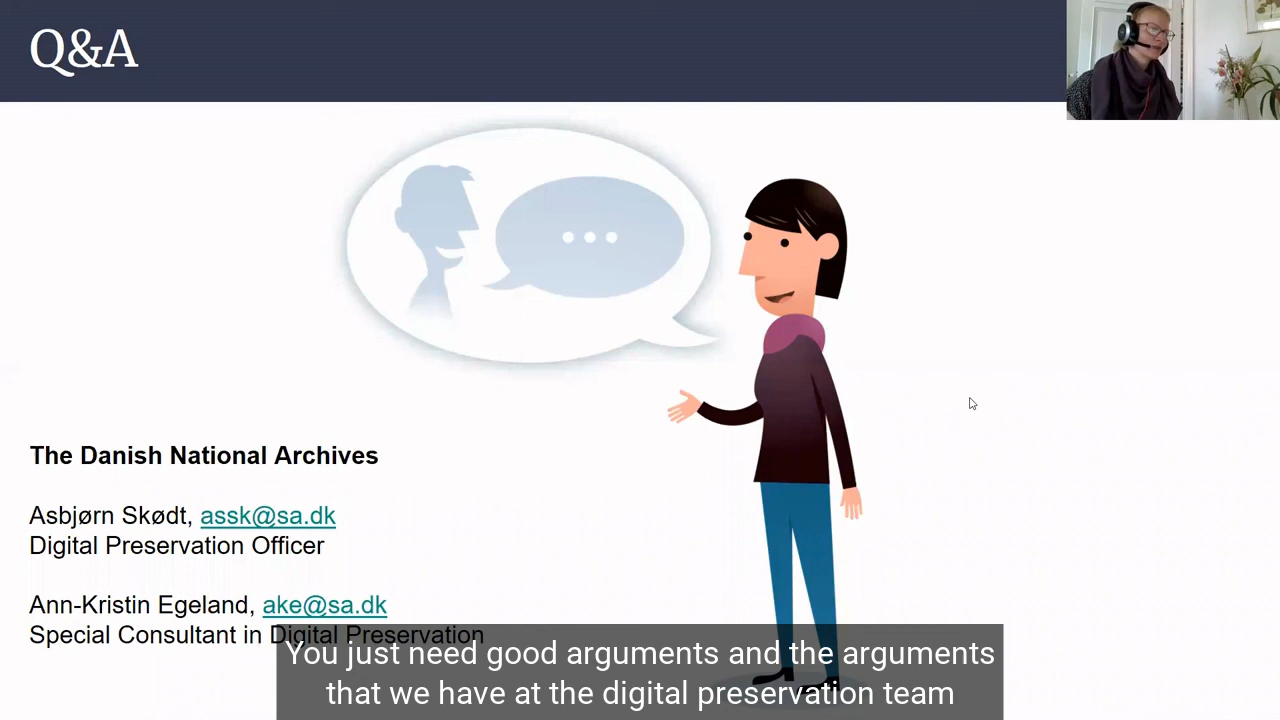 Q&A
The Danish National Archives
Asbjørn Skødt, assk@sa.dk
Digital Preservation Officer
Ann-Kristin Egeland, ake@sa.dk
Special Consultant in Digital Preservation
You just need good arguments and the arguments
that we have at the digital preservation team